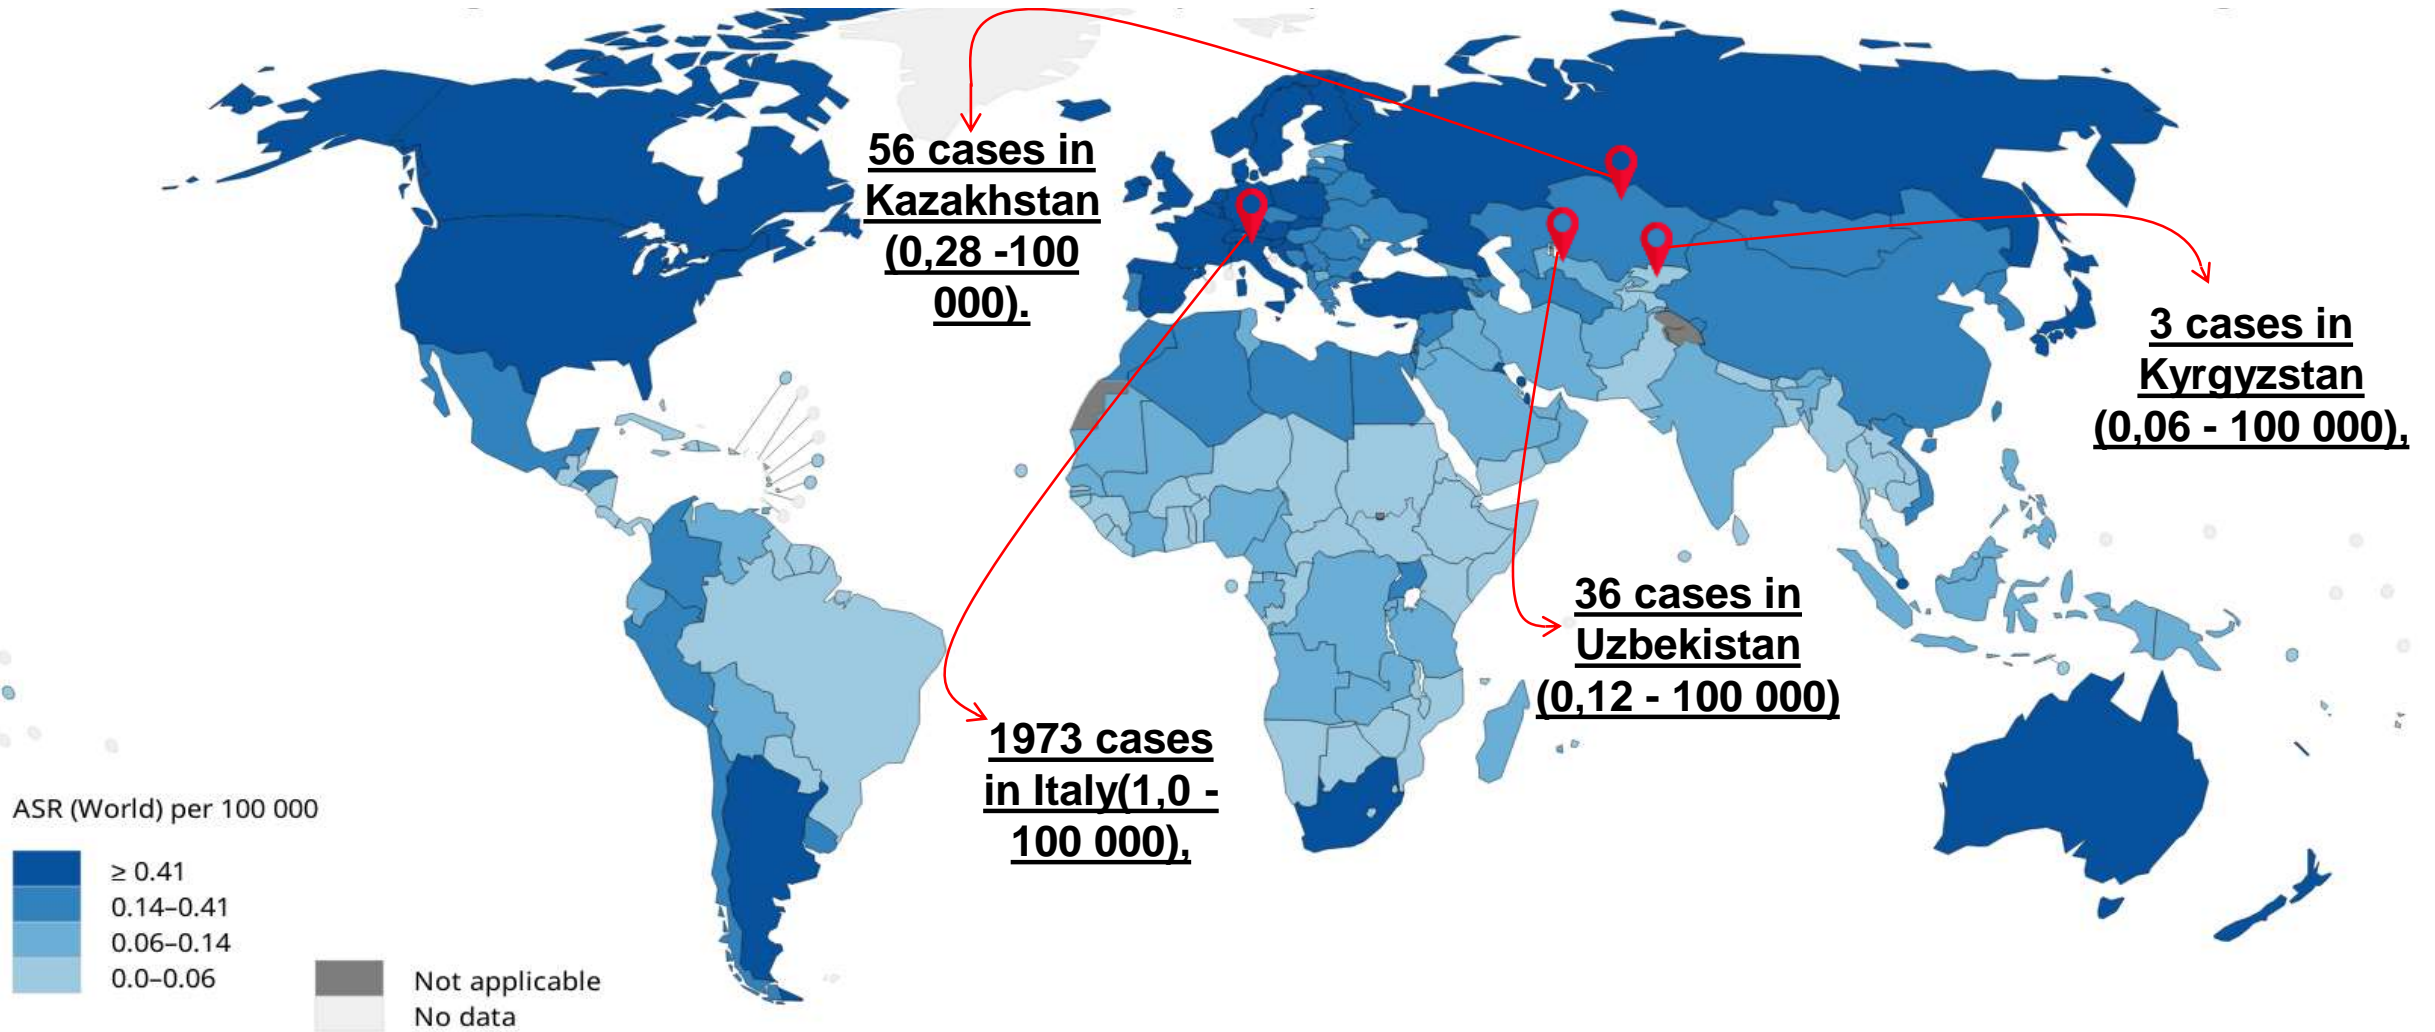 56 cases in
Kazakhstan
(0,28 -100
000).
3 cases in
Kyrgyzstan
(0,06 - 100 000),
36 cases in
Uzbekistan
(0,12 - 100 000)
1973 cases
in Italy(1,0 -
100 000),
ASR (World) per 100 000
≥ 0.41
0.14–0.41
0.06–0.14
0.0–0.06
Not applicable
No data